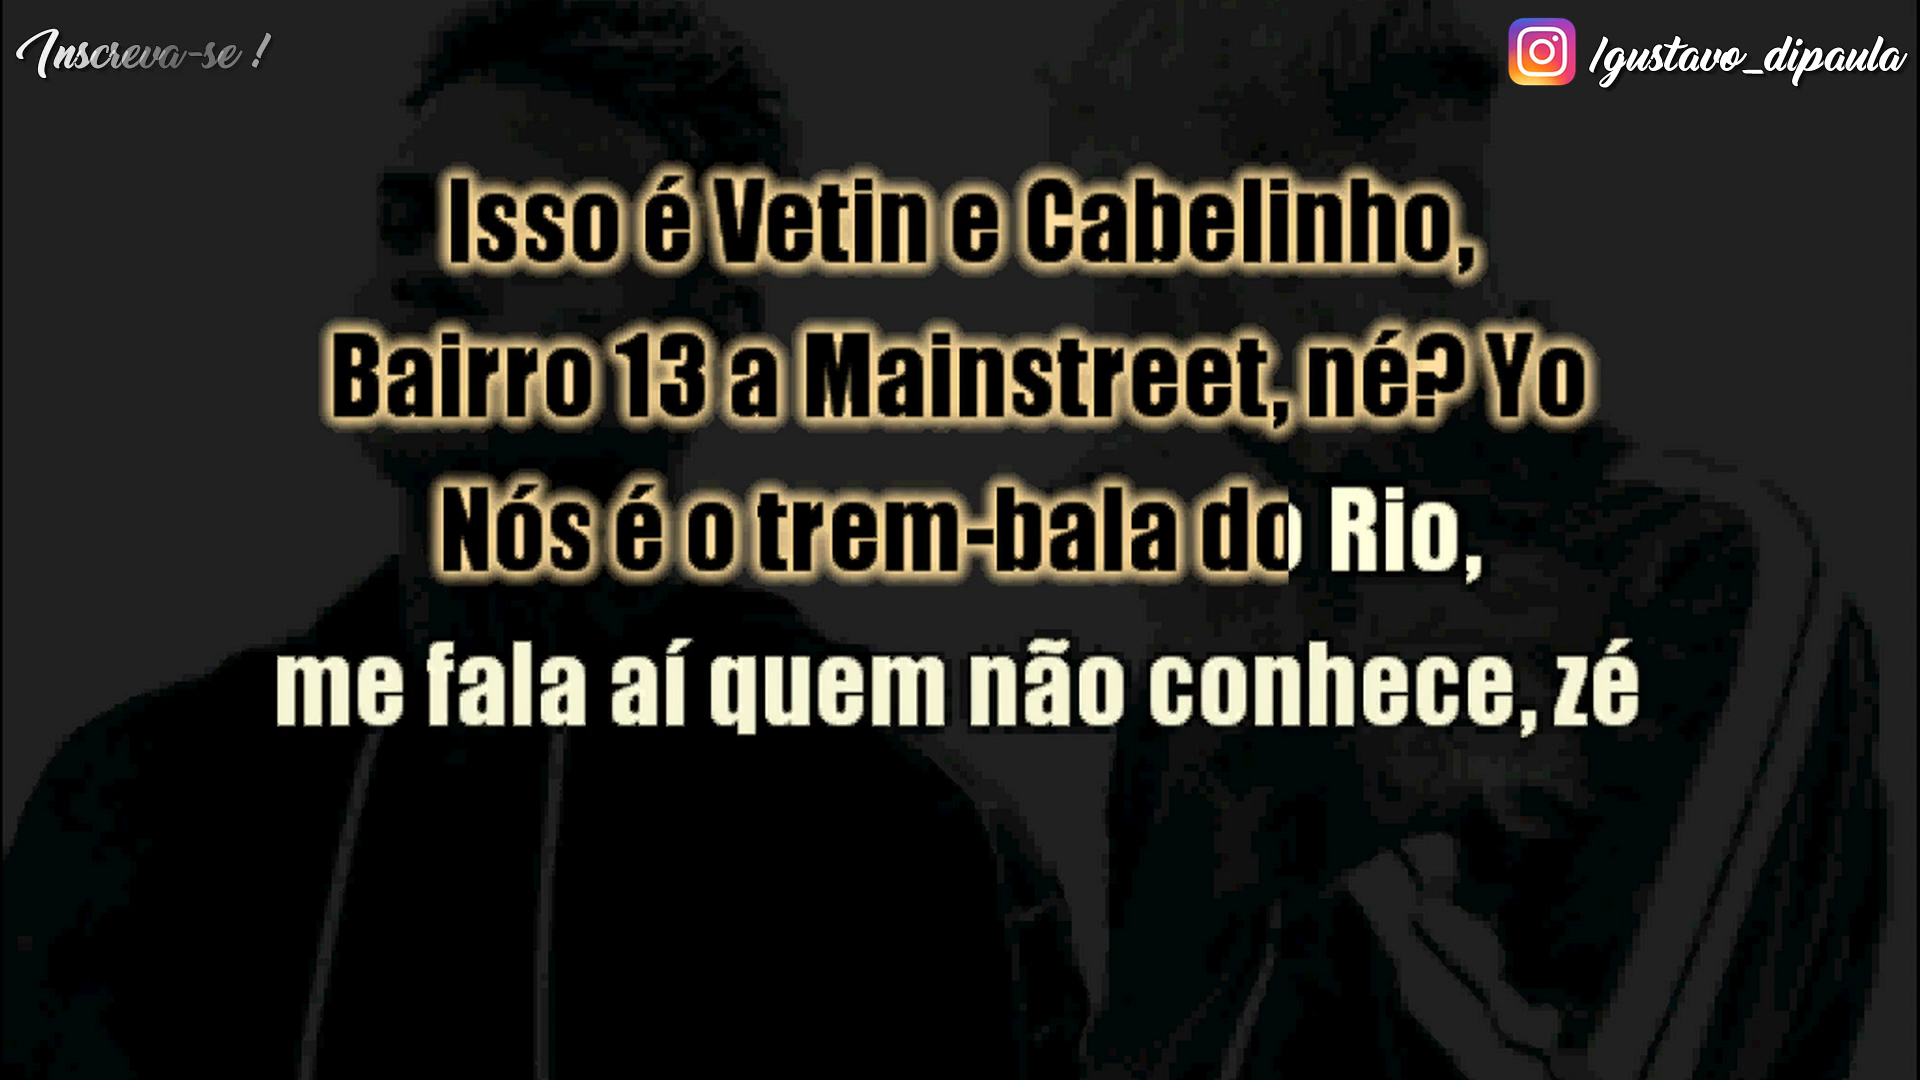 Inscreva-se !
/gustavo_dipaula
Isso é Vetin e Cabelinho,
Bairro 13 a Mainstreet, né? Yo
Nós é o trem-bala do Rio,
me fala aí quem não conhece, zé